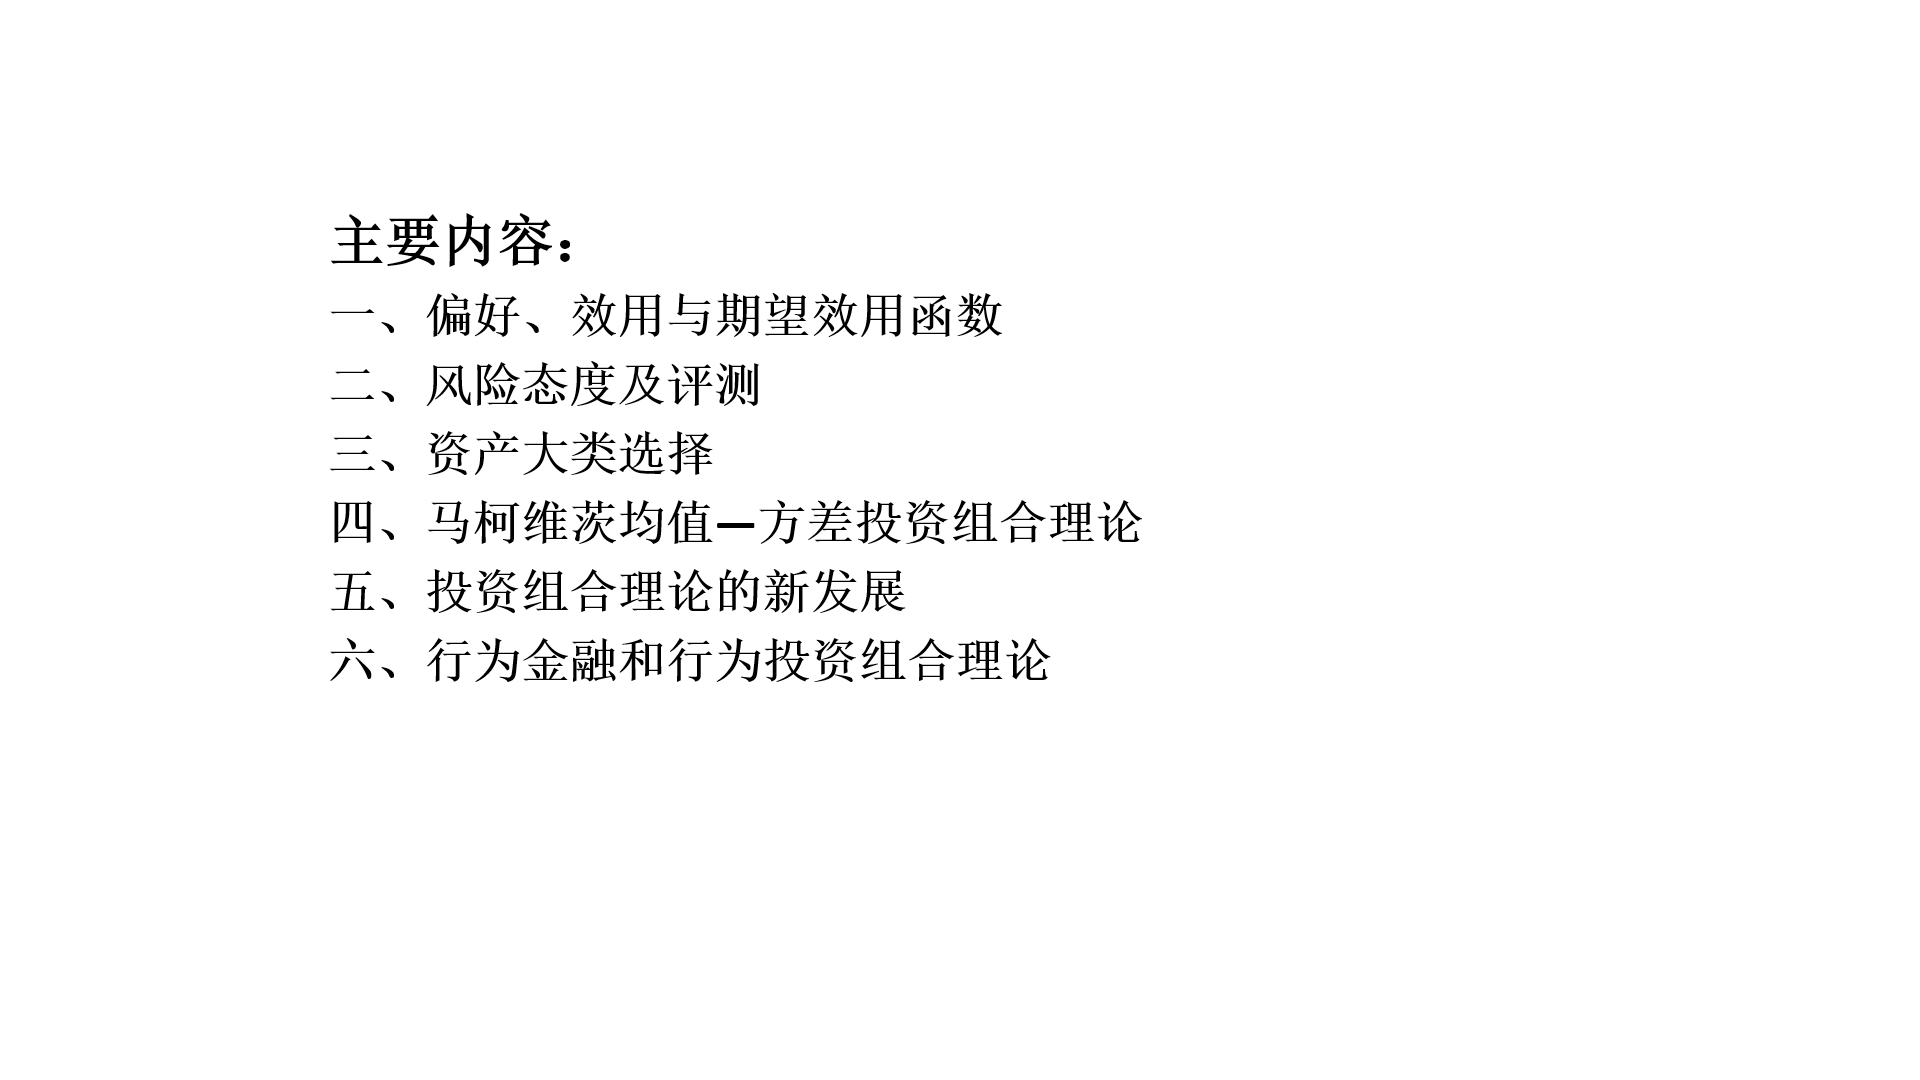 主要内容：
一、偏好、效用与期望效用函数
二、风险态度及评测
三、资产大类选择
四、马柯维茨均值—方差投资组合理论
五、投资组合理论的新发展
六、行为金融和行为投资组合理论